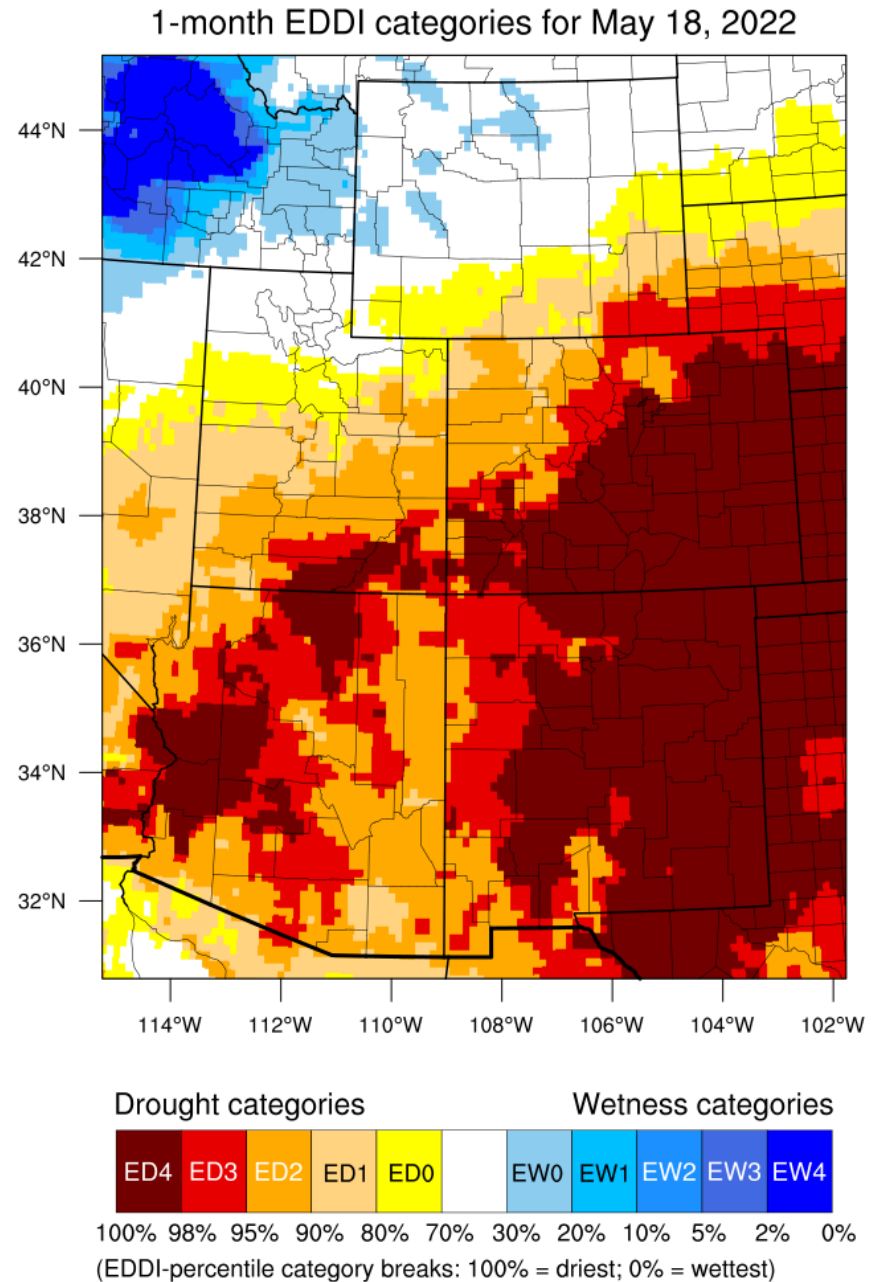 1-month EDDI categories for May 18, 2022
44°N
42°N
40°N
38°N
36°N
34°N
32°N
114°W 112°W 110°W 108°W 106°W 104°W 102°W
Drought categories Wetness categories
ED4 ED3 ED2 ED1 ED0 EW0 EW1 EW2 EW3 EW4
100% 98% 95% 90% 80% 70% 30% 20% 10% 5% 2% 0%
(EDDI-percentile category breaks: 100% = driest; 0% = wettest)